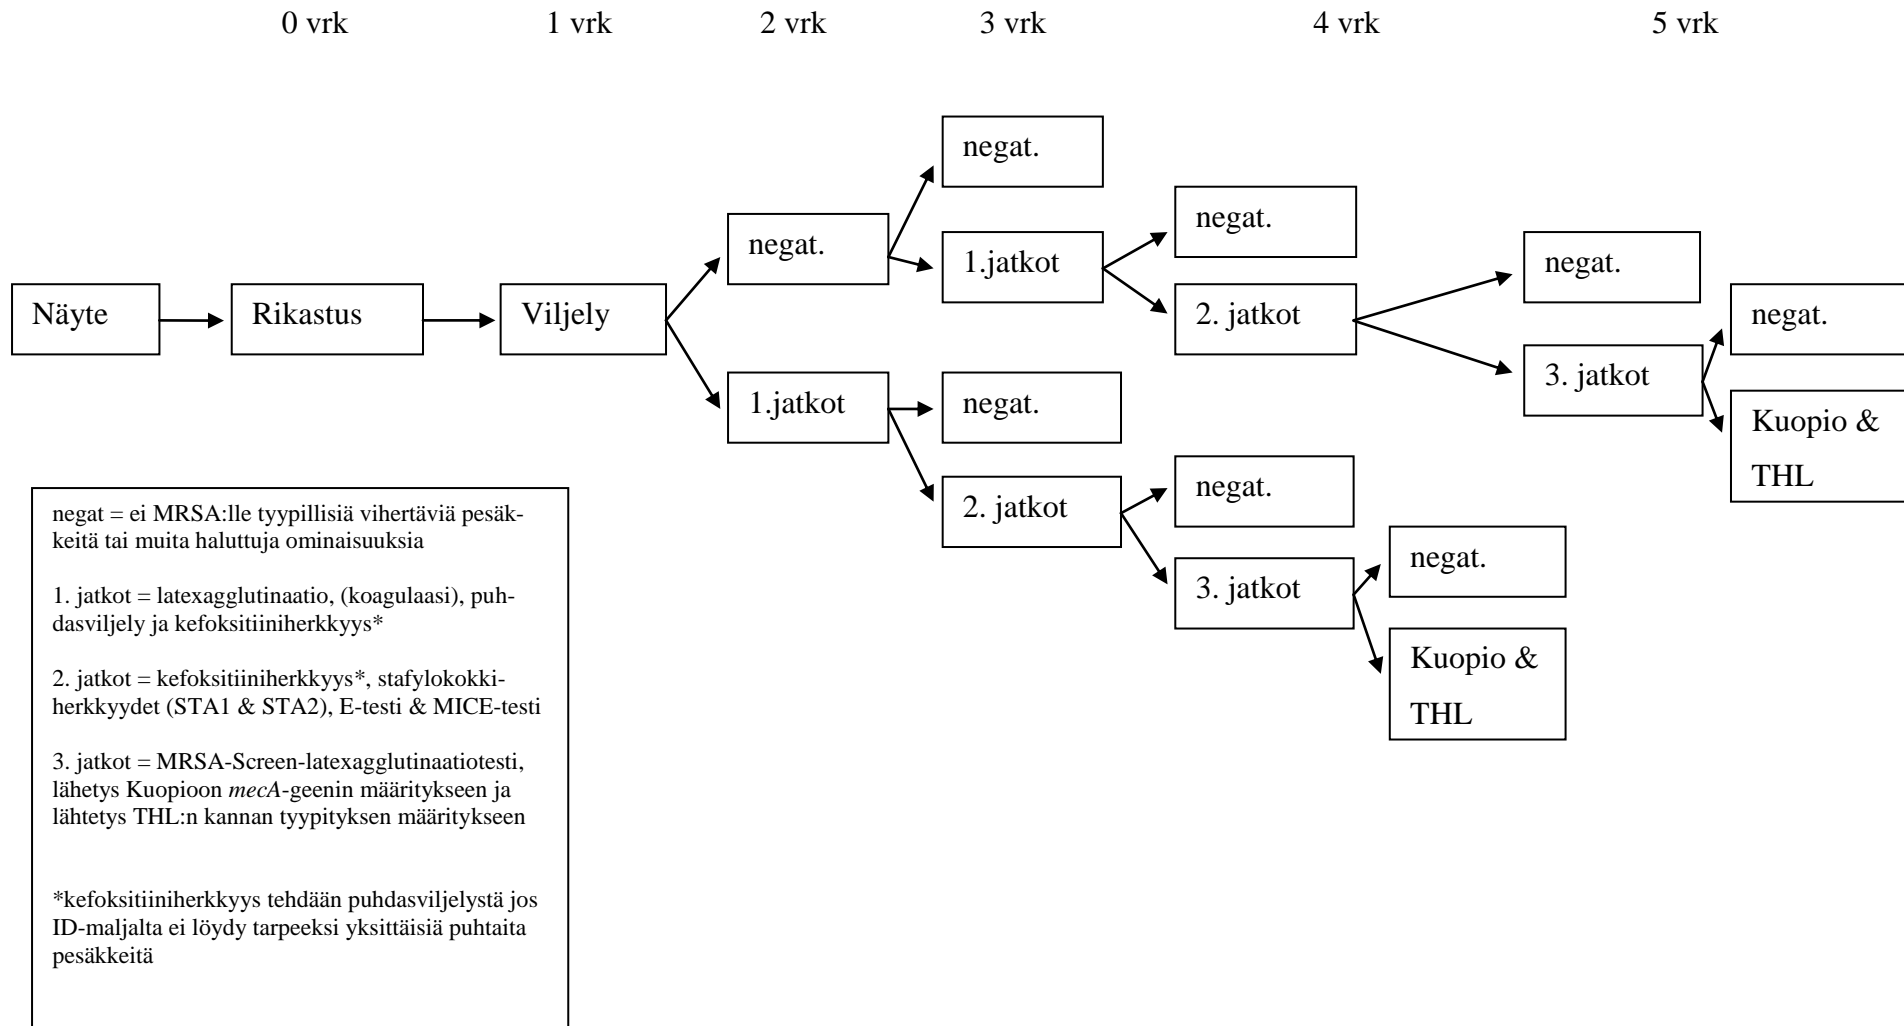 0 vrk 1 vrk 2 vrk 3 vrk 4 vrk 5 vrk
negat.
negat.
negat.
negat.
1.jatkot
negat.
Näyte
Rikastus
Viljely
2. jatkot
negat.
3. jatkot
1.jatkot
negat.
Kuopio &
THL
negat.
2. jatkot
negat.
3. jatkot
Kuopio &
THL
negat = ei MRSA:lle tyypillisiä vihertäviä pesäk-
keitä tai muita haluttuja ominaisuuksia
1. jatkot = latexagglutinaatio, (koagulaasi), puh-
dasviljely ja kefoksitiiniherkkyys*
2. jatkot = kefoksitiiniherkkyys*, stafylokokki-
herkkyydet (STA1 & STA2), E-testi & MICE-testi
3. jatkot = MRSA-Screen-latexagglutinaatiotesti,
lähetys Kuopioon mecA-geenin määritykseen ja
lähtetys THL:n kannan tyypityksen määritykseen
*kefoksitiiniherkkyys tehdään puhdasviljelystä jos
ID-maljalta ei löydy tarpeeksi yksittäisiä puhtaita
pesäkkeitä